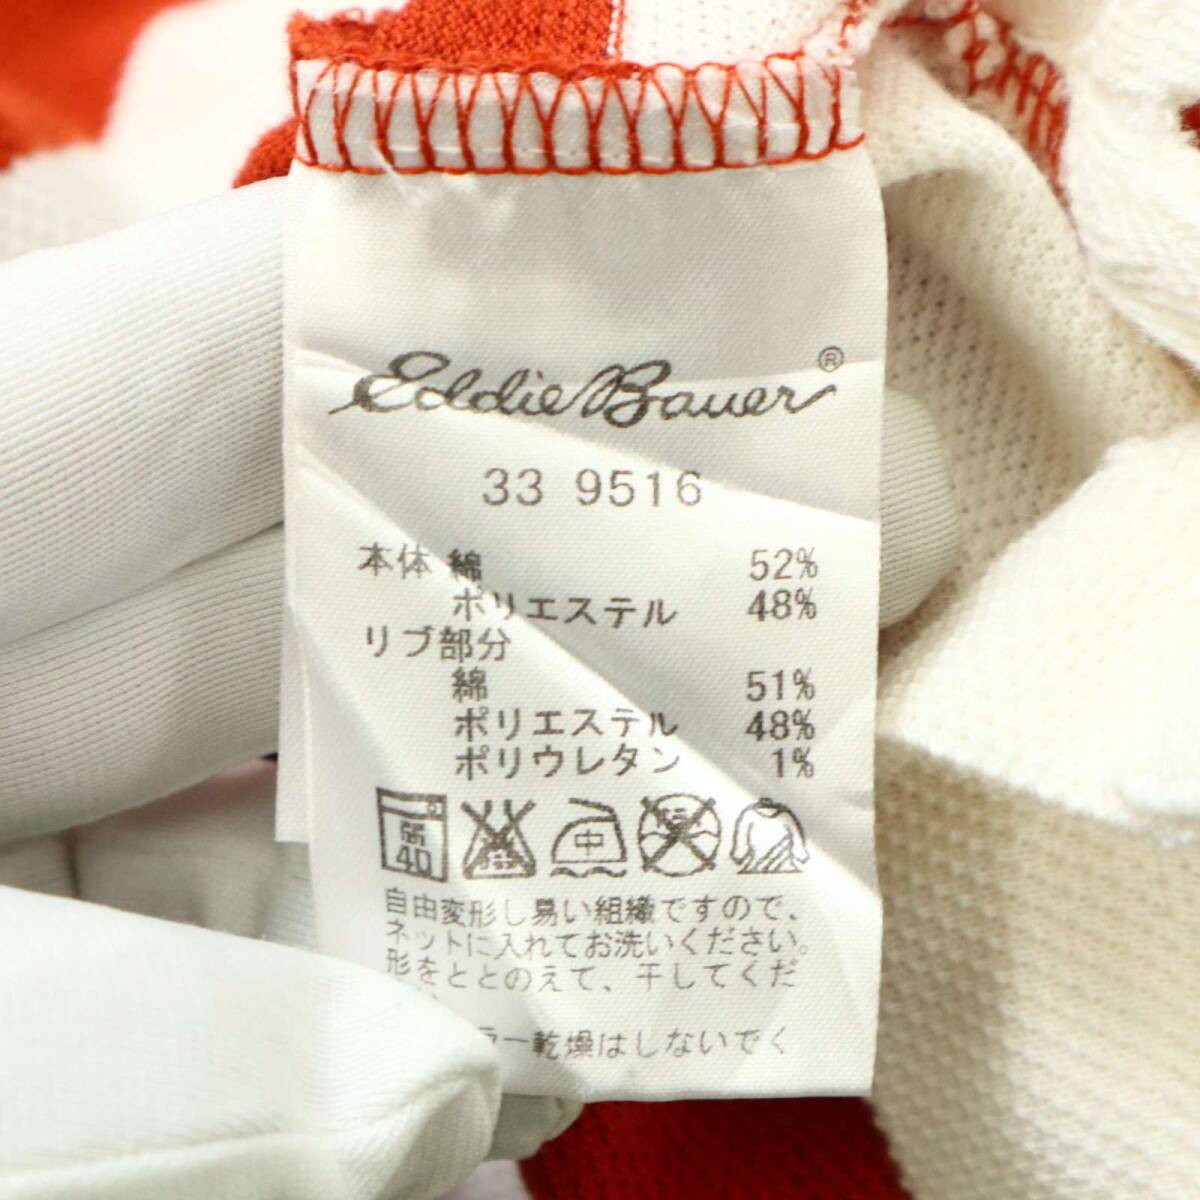 Eddie Bauer®
33 9516
本体 綿 52%
ポリエステル 48%
リブ部分
綿 51%
ポリエステル 48%
ポリウレタン 1%
40 中
自由変形し易い組織ですので、
ネットに入れてお洗いください。
形をととのえて、干してくだ
ラー乾燥はしないでく